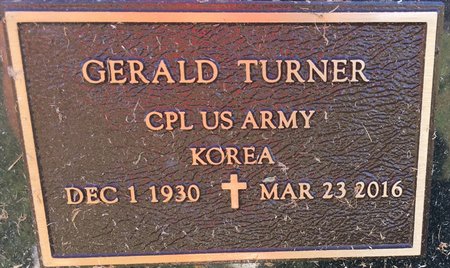 GERALD TURNER
CPL US ARMY
KOREA
DEC 1 1930 MAR 23 2016